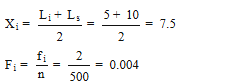 Xᵢ = (Lᵢ + Lₛ) / 2 = (5 + 10) / 2 = 7.5
Fᵢ = fᵢ / n = 2 / 500 = 0.004